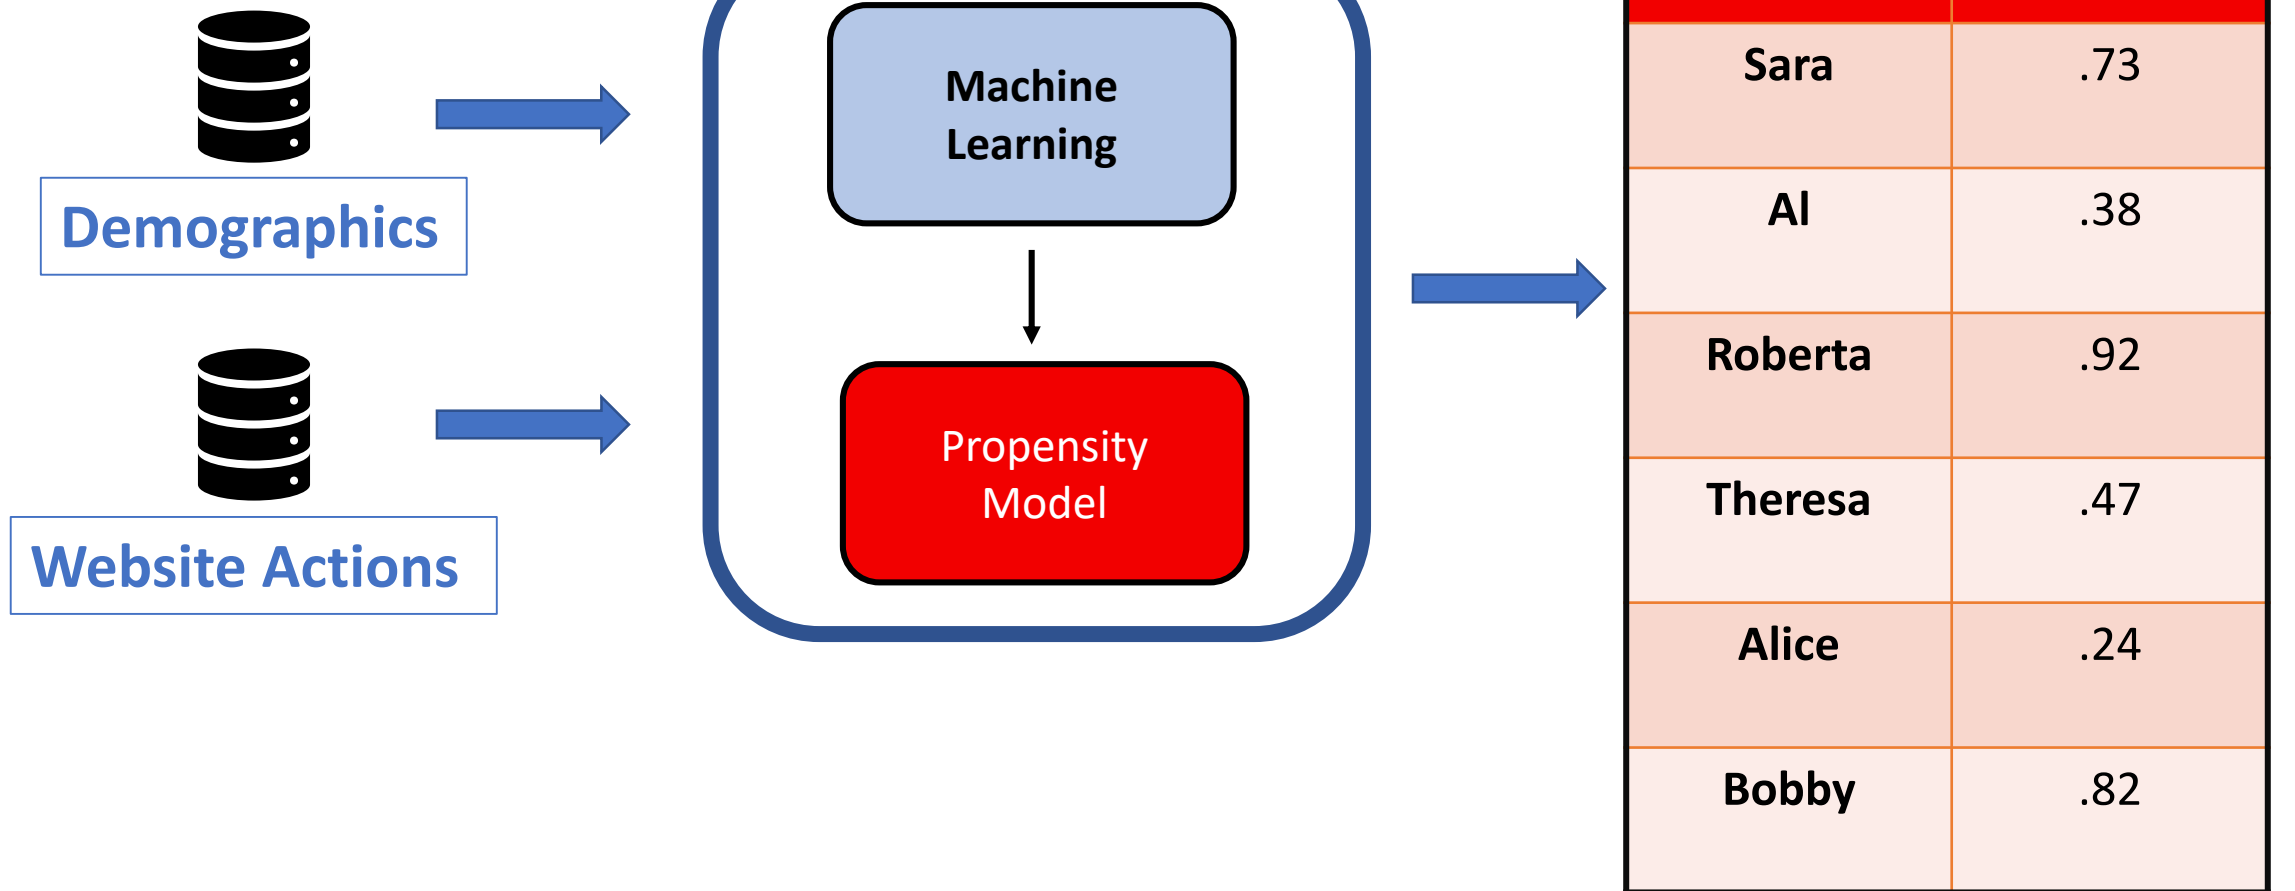 Demographics
Website Actions
Machine
Learning
Propensity
Model
Sara .73
Al .38
Roberta .92
Theresa .47
Alice .24
Bobby .82